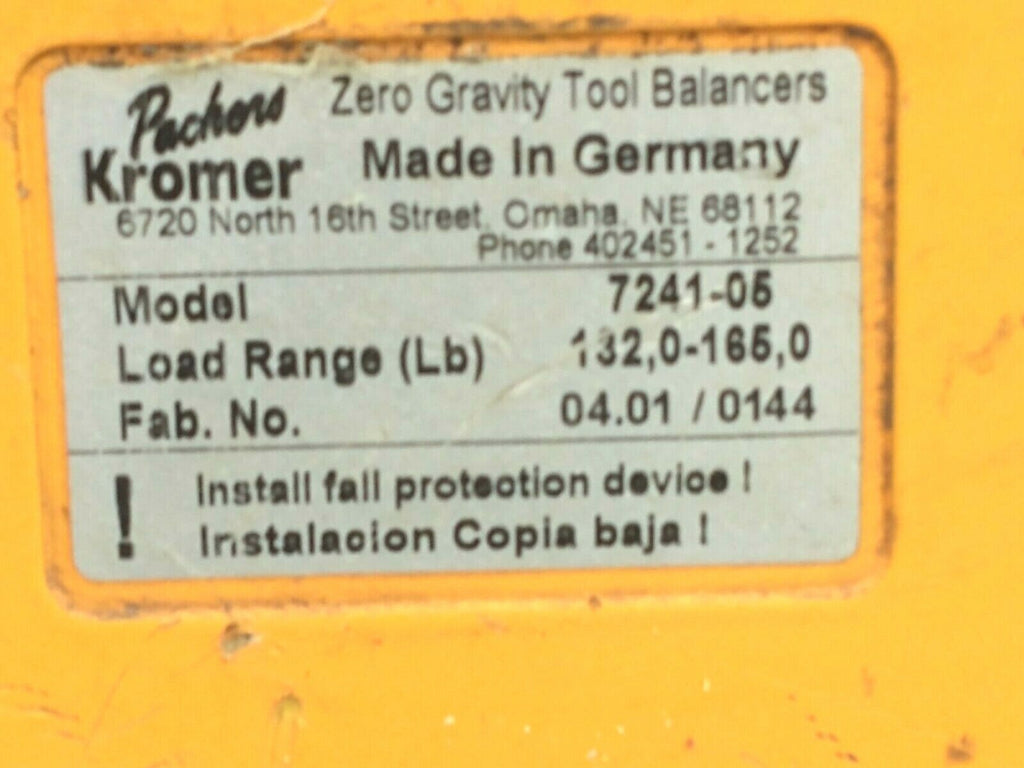 Packers Zero Gravity Tool Balancers
Kromer Made In Germany
6720 North 16th Street, Omaha, NE 68112
Phone 402451 - 1252
Model 7241-05
Load Range (Lb) 132,0-165,0
Fab. No. 04.01 / 0144
! Install fall protection device !
Instalacion Copia baja !